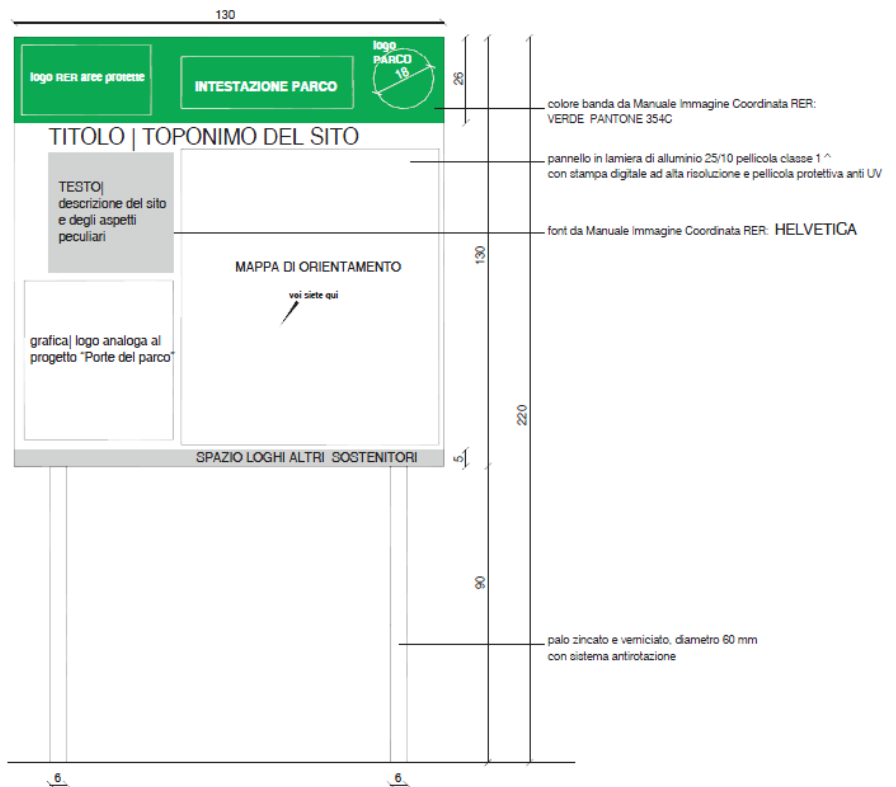 130
logo RER aree protette
INTESTAZIONE PARCO
logo
PARCO
18
26
colore banda da Manuale Immagine Coordinata RER:
VERDE PANTONE 354C
TITOLO | TOPONIMO DEL SITO
pannello in lamiera di alluminio 25/10 pellicola classe 1 ^
con stampa digitale ad alta risoluzione e pellicola protettiva anti UV
TESTO|
descrizione del sito
e degli aspetti
peculiari
font da Manuale Immagine Coordinata RER: HELVETICA
130
MAPPA DI ORIENTAMENTO
voi siete qui
grafica| logo analoga al
progetto "Porte del parco"
220
SPAZIO LOGHI ALTRI SOSTENITORI
5
90
palo zincato e verniciato, diametro 60 mm
con sistema antirotazione
6
6